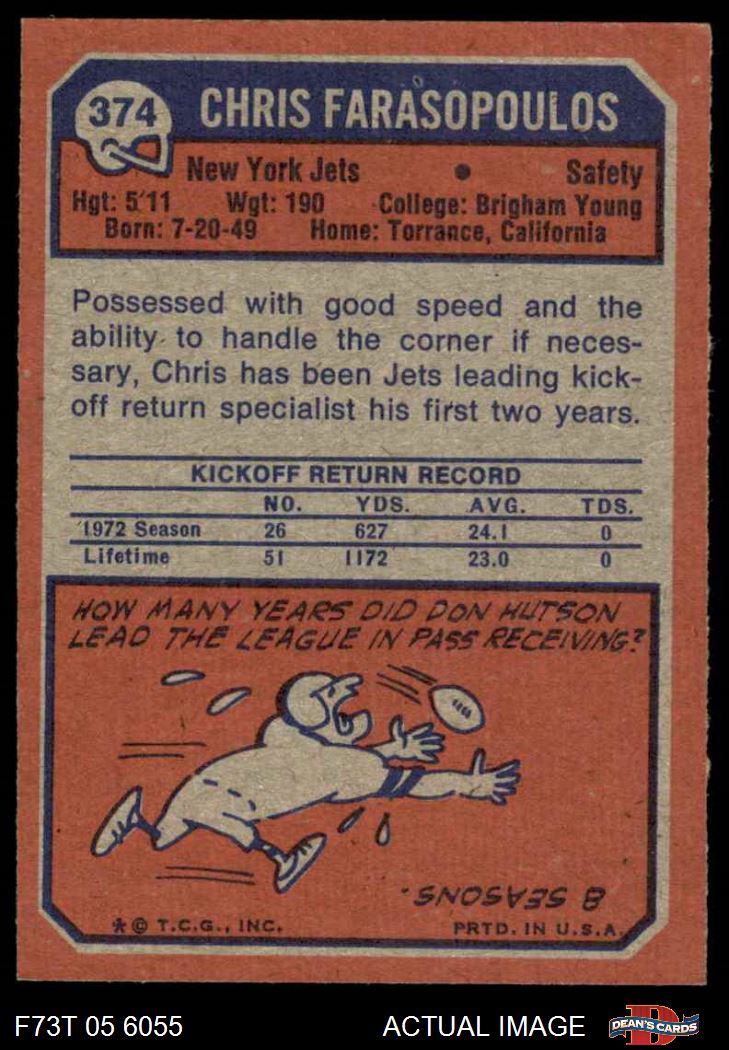 374
CHRIS FARASOPOULOS
New York Jets • Safety
Hgt: 5'11 Wgt: 190 College: Brigham Young
Born: 7-20-49 Home: Torrance, California
Possessed with good speed and the
ability to handle the corner if neces-
sary, Chris has been Jets leading kick-
off return specialist his first two years.
KICKOFF RETURN RECORD
NO. YDS. AVG. TDS.
1972 Season 26 627 24.1 0
Lifetime 51 1172 23.0 0
HOW MANY YEARS DID DON HUTSON
LEAD THE LEAGUE IN PASS RECEIVING?
8 SEASONS
* © T.C.G., INC. PRTD. IN U.S.A.
F73T 05 6055 ACTUAL IMAGE
DEAN'S CARDS